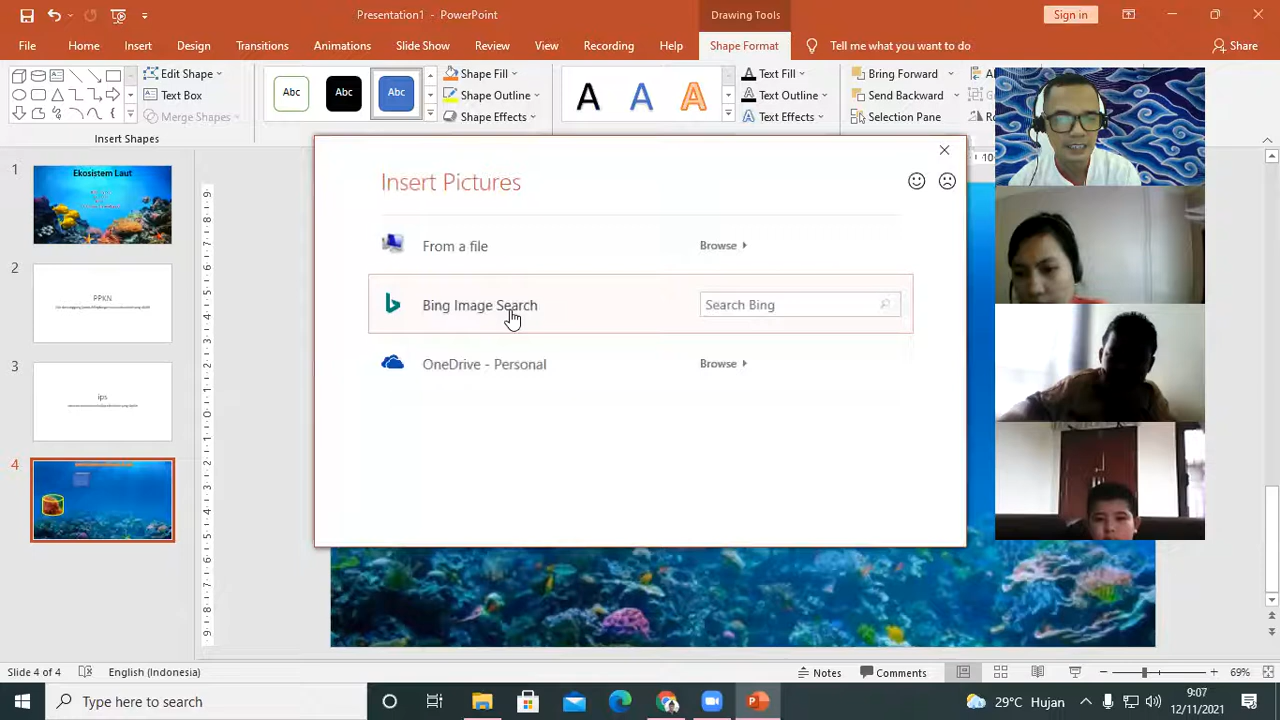 Presentation1 - PowerPoint
Drawing Tools
Sign in
File Home Insert Design Transitions Animations Slide Show Review View Recording Help Shape Format Tell me what you want to do Share
Edit Shape
Text Box
Merge Shapes
Insert Shapes
Abc Abc Abc
Shape Fill
Shape Outline
Shape Effects
A A A
Text Fill
Text Outline
Text Effects
Bring Forward
Send Backward
Selection Pane
Insert Pictures
From a file Browse
Bing Image Search Search Bing
OneDrive - Personal Browse
1
Ekosistem Laut
2
PPKN
3
ips
4
Slide 4 of 4 English (Indonesia) Notes Comments 69%
Type here to search
29°C Hujan
9:07
12/11/2021